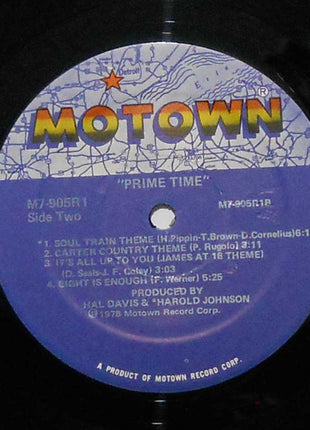 Detroit
MOTOWN®
"PRIME TIME"
M7-905R1 M7-905R1B
Side Two
*1. SOUL TRAIN THEME (H.Pippin-T.Brown-D.Cornelius)6:1
2. CARTER COUNTRY THEME (P. Rugolo) 3:11
3. IT'S ALL UP TO YOU (JAMES AT 16 THEME)
(D. Seals-J. F. Coley) 3:03
4. EIGHT IS ENOUGH (F. Werner) 5:25
PRODUCED BY
HAL DAVIS & *HAROLD JOHNSON
©1978 Motown Record Corp.
A PRODUCT OF MOTOWN RECORD CORP.